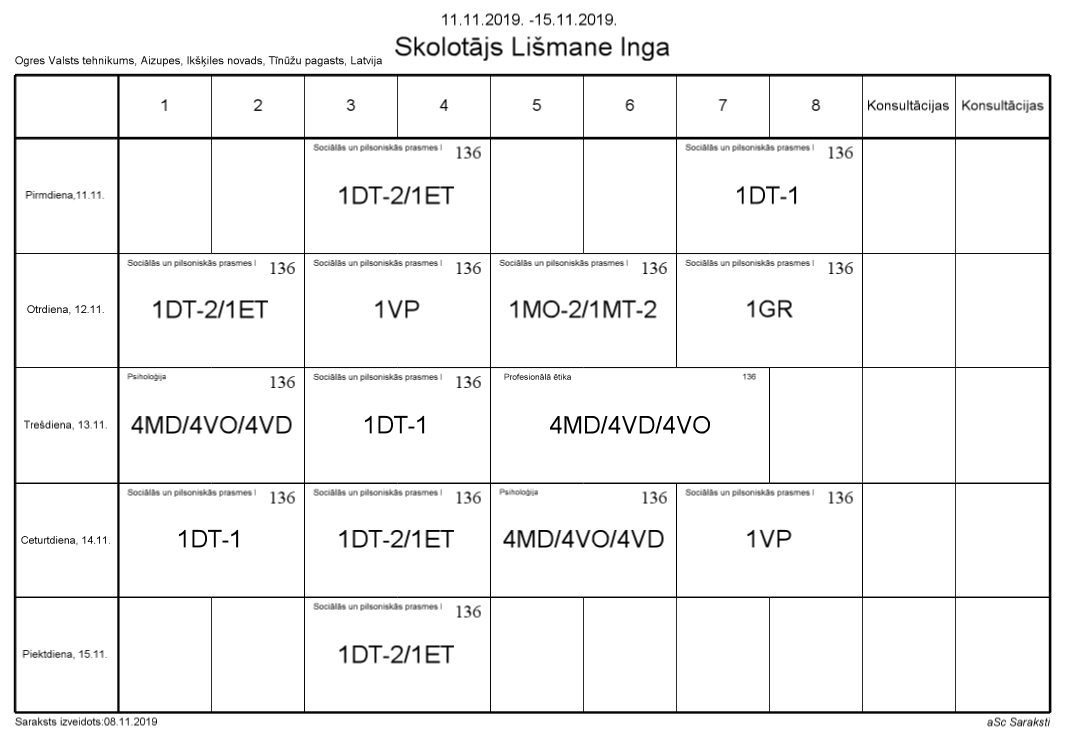 11.11.2019. -15.11.2019.
Skolotājs Lišmane Inga
Ogres Valsts tehnikums, Aizupes, Ikšķiles novads, Tīnūžu pagasts, Latvija
1 2 3 4 5 6 7 8 Konsultācijas Konsultācijas
Pirmdiena,11.11.
Sociālās un pilsoniskās prasmes I 136
1DT-2/1ET
Sociālās un pilsoniskās prasmes I 136
1DT-1
Otrdiena, 12.11.
Sociālās un pilsoniskās prasmes I 136
1DT-2/1ET
Sociālās un pilsoniskās prasmes I 136
1VP
Sociālās un pilsoniskās prasmes I 136
1MO-2/1MT-2
Sociālās un pilsoniskās prasmes I 136
1GR
Trešdiena, 13.11.
Psiholoģija 136
4MD/4VO/4VD
Sociālās un pilsoniskās prasmes I 136
1DT-1
Profesionālā ētika 136
4MD/4VD/4VO
Ceturtdiena, 14.11.
Sociālās un pilsoniskās prasmes I 136
1DT-1
Sociālās un pilsoniskās prasmes I 136
1DT-2/1ET
Psiholoģija 136
4MD/4VO/4VD
Sociālās un pilsoniskās prasmes I 136
1VP
Piektdiena, 15.11.
Sociālās un pilsoniskās prasmes I 136
1DT-2/1ET
Saraksts izveidots:08.11.2019
aSc Saraksti